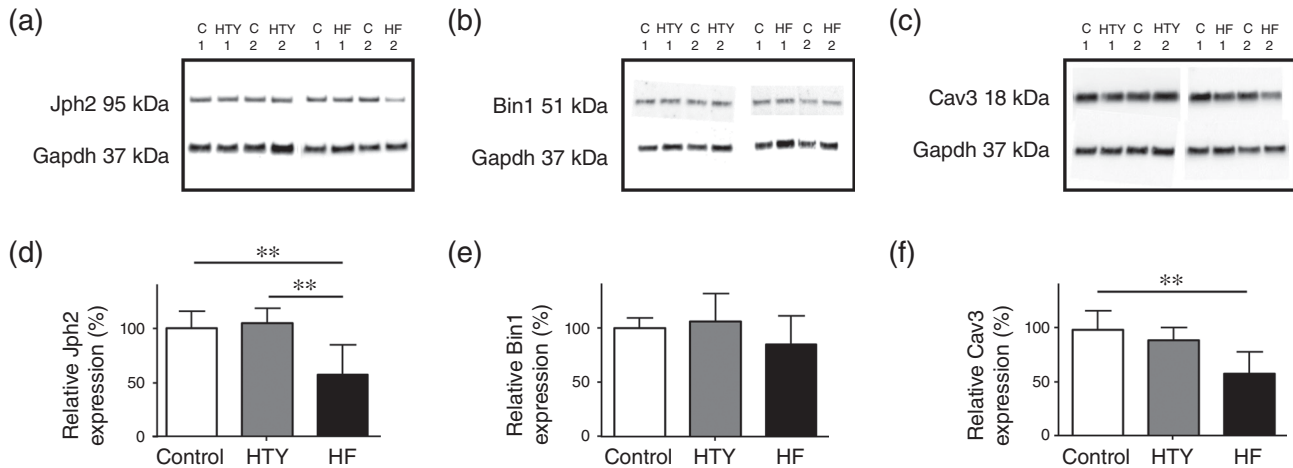 (a)
C HTY C HTY C HF C HF
1 1 2 2 1 1 2 2
Jph2 95 kDa
Gapdh 37 kDa
(b)
C HTY C HTY C HF C HF
1 1 2 2 1 1 2 2
Bin1 51 kDa
Gapdh 37 kDa
(c)
C HTY C HTY C HF C HF
1 1 2 2 1 1 2 2
Cav3 18 kDa
Gapdh 37 kDa
(d)
**
**
Relative Jph2
expression (%)
100
50
0
Control HTY HF
(e)
Relative Bin1
expression (%)
100
50
0
Control HTY HF
(f)
**
Relative Cav3
expression (%)
100
50
0
Control HTY HF